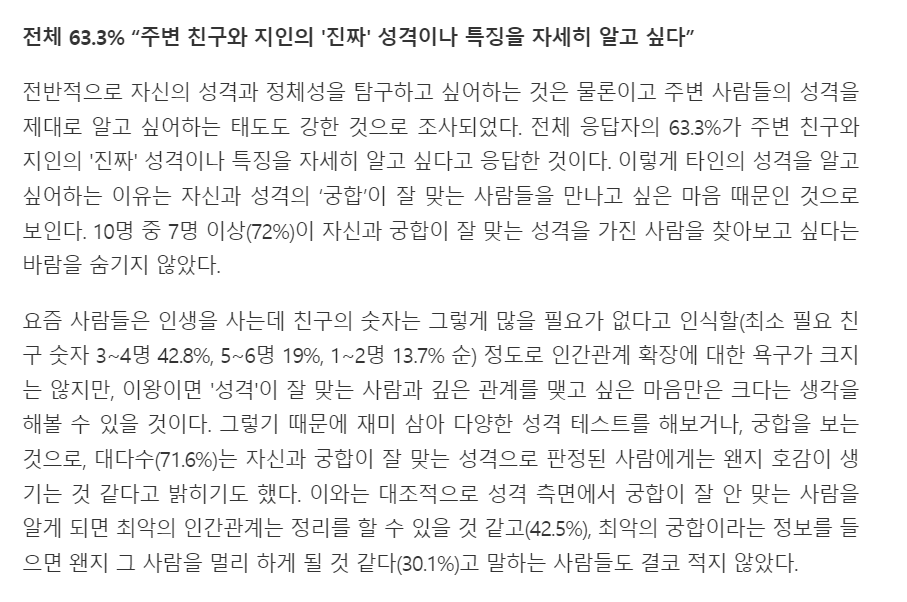 전체 63.3% “주변 친구와 지인의 '진짜' 성격이나 특징을 자세히 알고 싶다”
전반적으로 자신의 성격과 정체성을 탐구하고 싶어하는 것은 물론이고 주변 사람들의 성격을
제대로 알고 싶어하는 태도도 강한 것으로 조사되었다. 전체 응답자의 63.3%가 주변 친구와
지인의 '진짜' 성격이나 특징을 자세히 알고 싶다고 응답한 것이다. 이렇게 타인의 성격을 알고
싶어하는 이유는 자신과 성격의 ‘궁합’이 잘 맞는 사람들을 만나고 싶은 마음 때문인 것으로
보인다. 10명 중 7명 이상(72%)이 자신과 궁합이 잘 맞는 성격을 가진 사람을 찾아보고 싶다는
바람을 숨기지 않았다.
요즘 사람들은 인생을 사는데 친구의 숫자는 그렇게 많을 필요가 없다고 인식할(최소 필요 친
구 숫자 3~4명 42.8%, 5~6명 19%, 1~2명 13.7% 순) 정도로 인간관계 확장에 대한 욕구가 크지
는 않지만, 이왕이면 '성격'이 잘 맞는 사람과 깊은 관계를 맺고 싶은 마음만은 크다는 생각을
해볼 수 있을 것이다. 그렇기 때문에 재미 삼아 다양한 성격 테스트를 해보거나, 궁합을 보는
것으로, 대다수(71.6%)는 자신과 궁합이 잘 맞는 성격으로 판정된 사람에게는 왠지 호감이 생
기는 것 같다고 밝히기도 했다. 이와는 대조적으로 성격 측면에서 궁합이 잘 안 맞는 사람을
알게 되면 최악의 인간관계는 정리를 할 수 있을 것 같고(42.5%), 최악의 궁합이라는 정보를 들
으면 왠지 그 사람을 멀리 하게 될 것 같다(30.1%)고 말하는 사람들도 결코 적지 않았다.